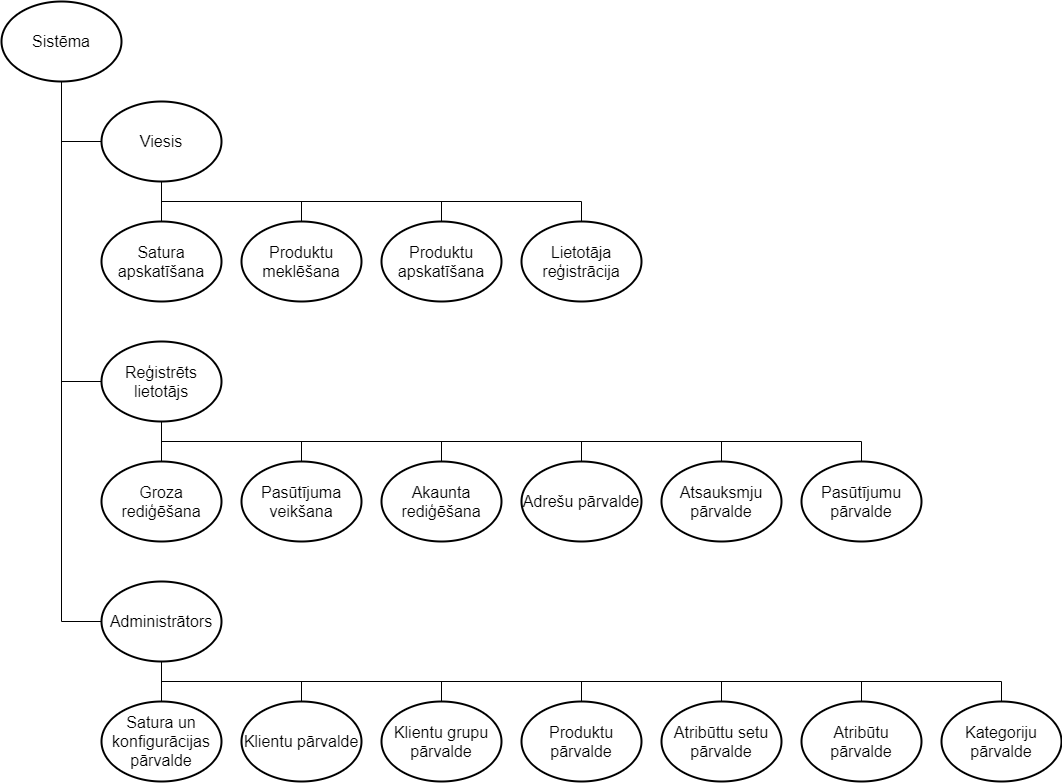 Sistēma
Viesis
Satura
apskatīšana
Produktu
meklēšana
Produktu
apskatīšana
Lietotāja
reģistrācija
Reģistrēts
lietotājs
Groza
rediģēšana
Pasūtījuma
veikšana
Akaunta
rediģēšana
Adrešu pārvalde
Atsauksmju
pārvalde
Pasūtījumu
pārvalde
Administrātors
Satura un
konfigurācijas
pārvalde
Klientu pārvalde
Klientu grupu
pārvalde
Produktu
pārvalde
Atribūttu setu
pārvalde
Atribūtu
pārvalde
Kategoriju
pārvalde